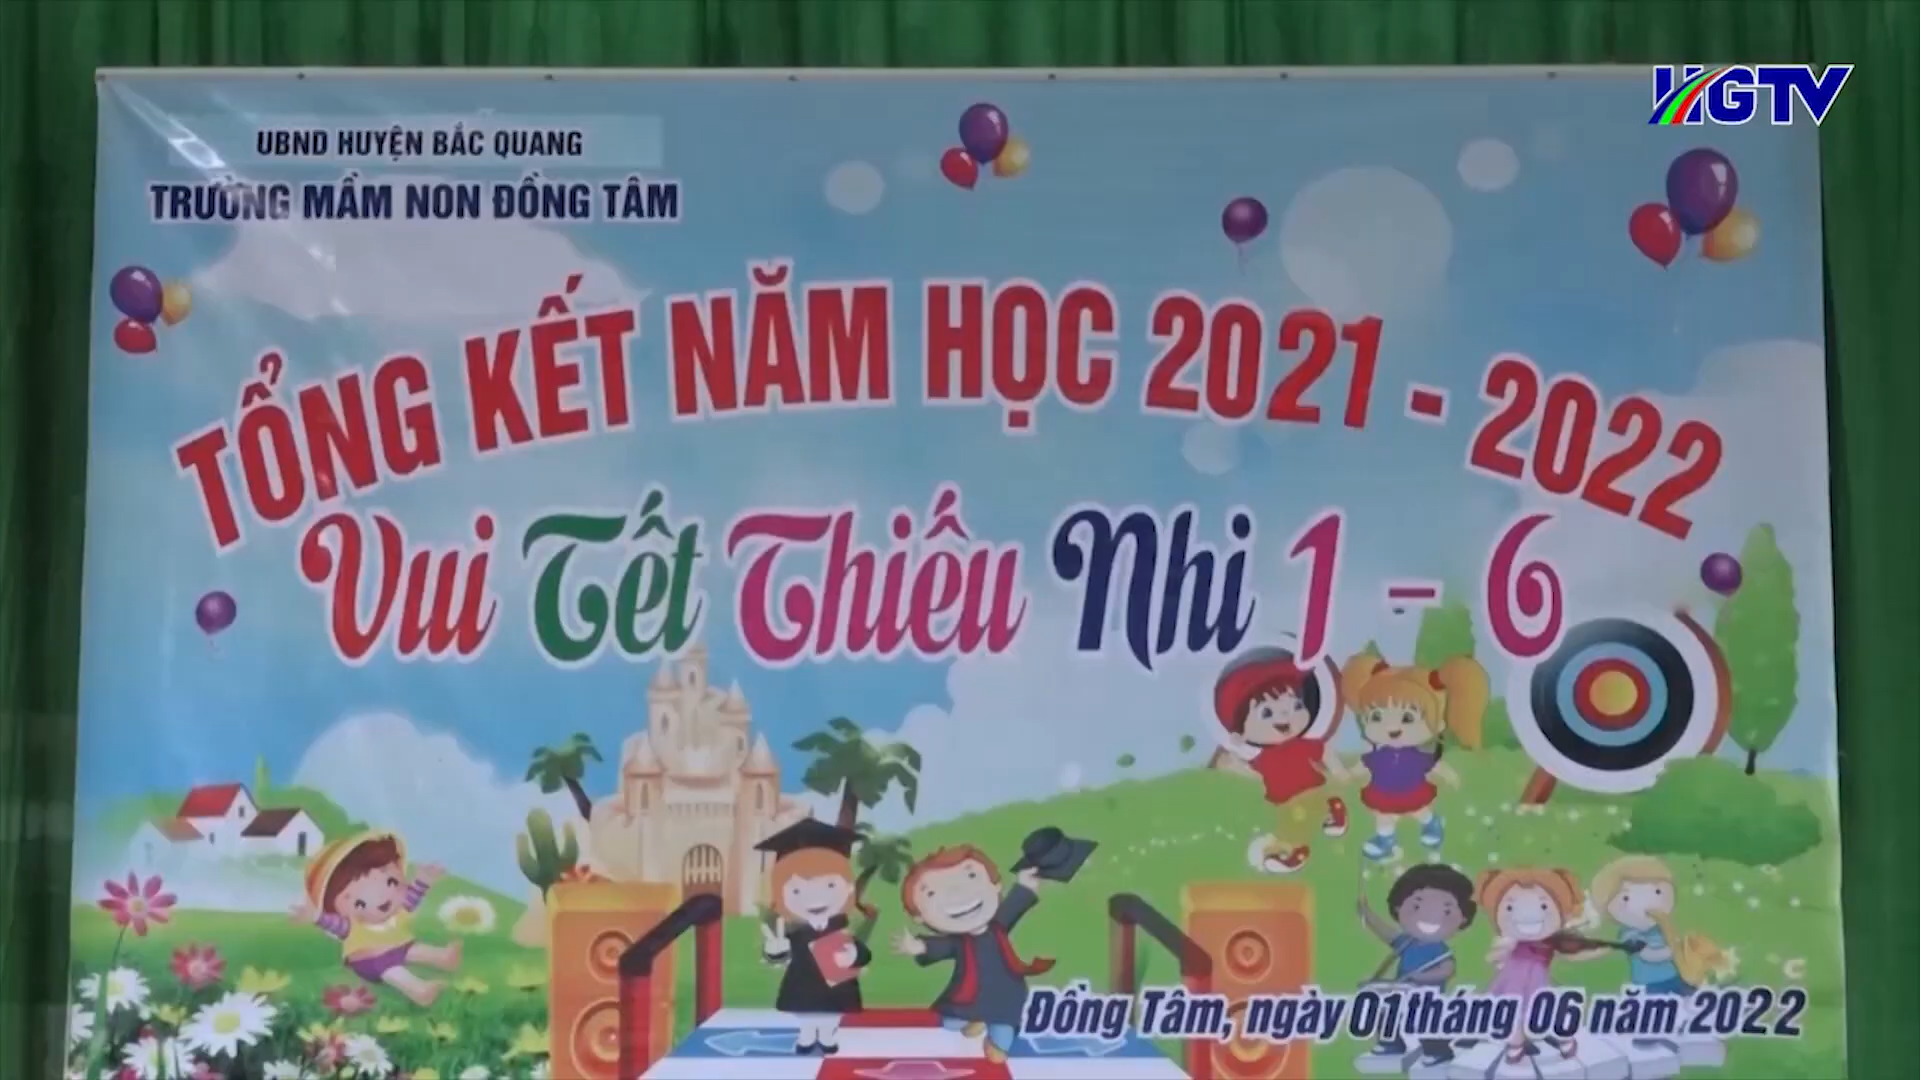 HGTV
UBND HUYỆN BẮC QUANG
TRƯỜNG MẦM NON ĐỒNG TÂM
TỔNG KẾT NĂM HỌC 2021 - 2022
Vui Tết Thiếu Nhi 1 - 6
Đồng Tâm, ngày 01 tháng 06 năm 2022